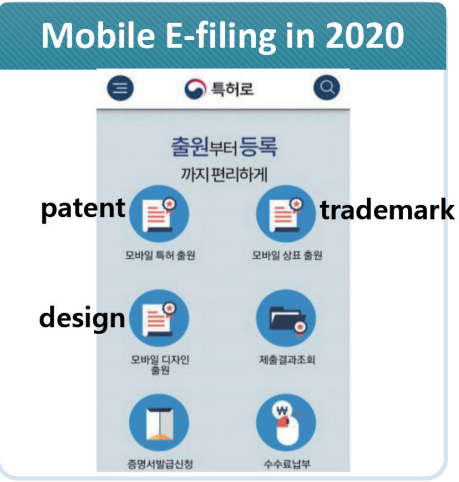 Mobile E-filing in 2020
특허로
출원부터등록
까지편리하게
patent
trademark
모바일 특허 출원
모바일 상표 출원
design
모바일 디자인
출원
제출결과조회
₩
증명서발급신청
수수료납부